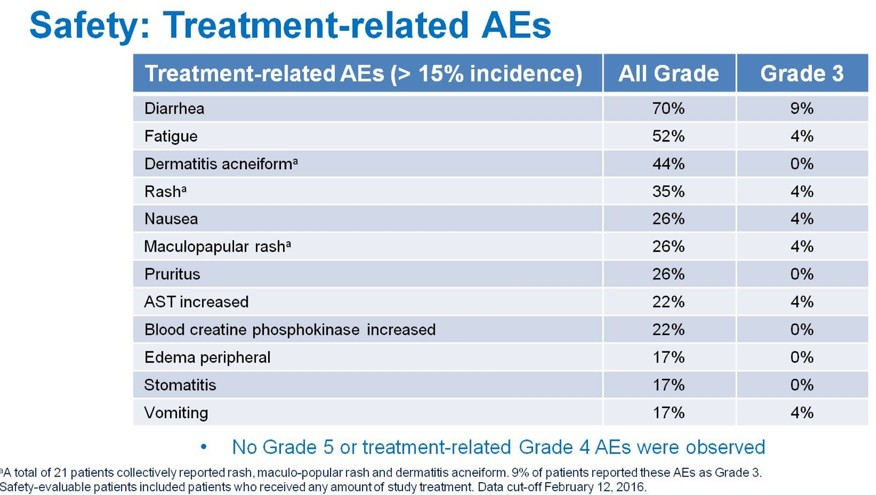 Safety: Treatment-related AEs
Treatment-related AEs (> 15% incidence) All Grade Grade 3
Diarrhea 70% 9%
Fatigue 52% 4%
Dermatitis acneiformᵃ 44% 0%
Rashᵃ 35% 4%
Nausea 26% 4%
Maculopapular rashᵃ 26% 4%
Pruritus 26% 0%
AST increased 22% 4%
Blood creatine phosphokinase increased 22% 0%
Edema peripheral 17% 0%
Stomatitis 17% 0%
Vomiting 17% 4%
• No Grade 5 or treatment-related Grade 4 AEs were observed
ᵃA total of 21 patients collectively reported rash, maculo-popular rash and dermatitis acneiform. 9% of patients reported these AEs as Grade 3.
Safety-evaluable patients included patients who received any amount of study treatment. Data cut-off February 12, 2016.